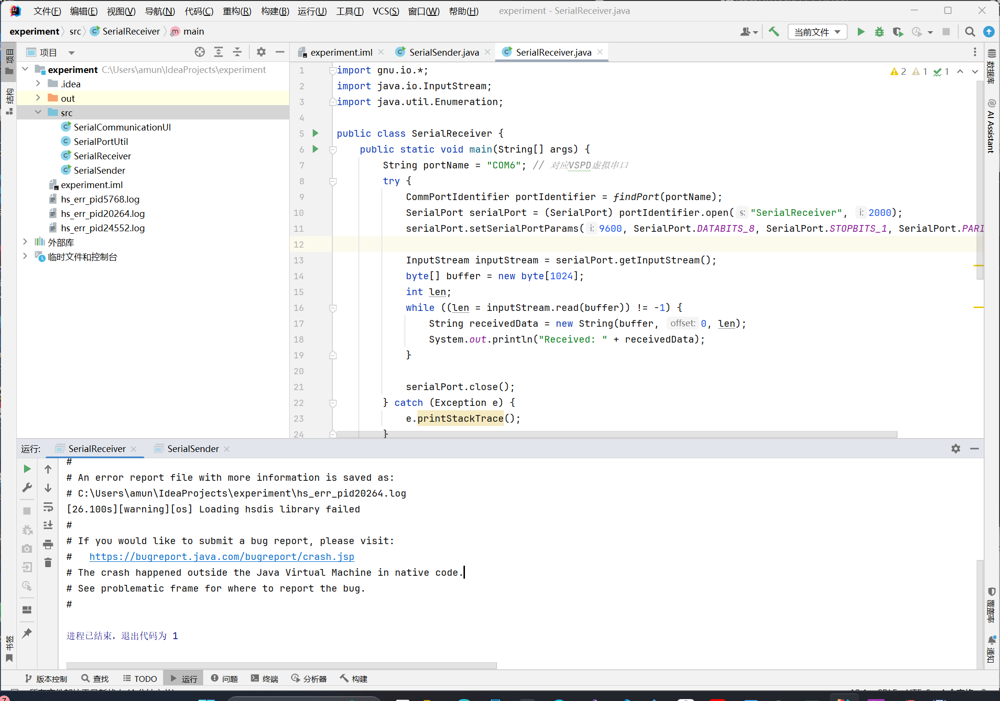 文件(F) 编辑(E) 视图(V) 导航(N) 代码(C) 重构(R) 构建(B) 运行(U) 工具(T) VCS(S) 窗口(W) 帮助(H) experiment - SerialReceiver.java
experiment src SerialReceiver main 当前文件
项目
experiment.iml SerialSender.java SerialReceiver.java
experiment C:\Users\amun\IdeaProjects\experiment
.idea
out
src
SerialCommunicationUI
SerialPortUtil
SerialReceiver
SerialSender
experiment.iml
hs_err_pid5768.log
hs_err_pid20264.log
hs_err_pid24552.log
外部库
临时文件和控制台
项目
结构
书签
2 1 1
1 import gnu.io.*;
2 import java.io.InputStream;
3 import java.util.Enumeration;
4
5 public class SerialReceiver {
6 public static void main(String[] args) {
7 String portName = "COM6"; // 对应VSPD虚拟串口
8 try {
9 CommPortIdentifier portIdentifier = findPort(portName);
10 SerialPort serialPort = (SerialPort) portIdentifier.open( s: "SerialReceiver", i: 2000);
11 serialPort.setSerialPortParams( i: 9600, SerialPort.DATABITS_8, SerialPort.STOPBITS_1, SerialPort.PARI
12
13 InputStream inputStream = serialPort.getInputStream();
14 byte[] buffer = new byte[1024];
15 int len;
16 while ((len = inputStream.read(buffer)) != -1) {
17 String receivedData = new String(buffer, offset: 0, len);
18 System.out.println("Received: " + receivedData);
19 }
20
21 serialPort.close();
22 } catch (Exception e) {
23 e.printStackTrace();
24 }
数据库
AI Assistant
覆盖率
通知
运行: SerialReceiver SerialSender
#
# An error report file with more information is saved as:
# C:\Users\amun\IdeaProjects\experiment\hs_err_pid20264.log
[26.100s][warning][os] Loading hsdis library failed
#
# If you would like to submit a bug report, please visit:
# https://bugreport.java.com/bugreport/crash.jsp
# The crash happened outside the Java Virtual Machine in native code.
# See problematic frame for where to report the bug.
#
进程已结束，退出代码为 1
版本控制 查找 TODO 运行 问题 终端 分析器 构建
7